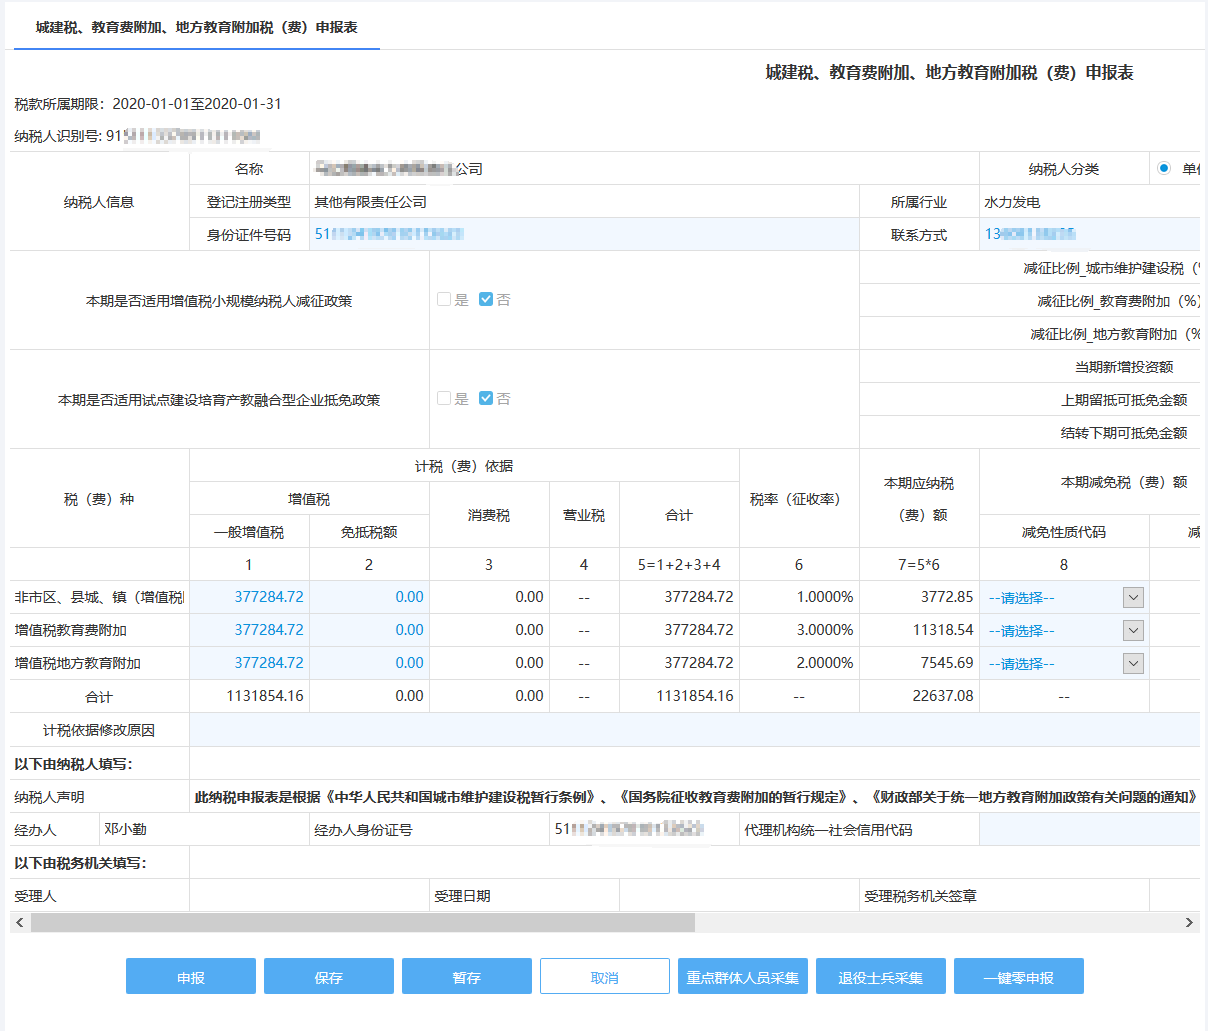 城建税、教育费附加、地方教育附加税（费）申报表
城建税、教育费附加、地方教育附加税（费）申报表
税款所属期限：2020-01-01至2020-01-31
纳税人识别号: 91
纳税人信息 名称 公司 纳税人分类 单
登记注册类型 其他有限责任公司 所属行业 水力发电
身份证件号码 51 联系方式 13
本期是否适用增值税小规模纳税人减征政策 是 否
减征比例_城市维护建设税（
减征比例_教育费附加（%）
减征比例_地方教育附加（%
本期是否适用试点建设培育产教融合型企业抵免政策 是 否
当期新增投资额
上期留抵可抵免金额
结转下期可抵免金额
税（费）种 计税（费）依据 税率（征收率） 本期应纳税（费）额 本期减免税（费）额
增值税 消费税 营业税 合计
一般增值税 免抵税额 减免性质代码 减
1 2 3 4 5=1+2+3+4 6 7=5*6 8
非市区、县城、镇（增值税 377284.72 0.00 0.00 -- 377284.72 1.0000% 3772.85 --请选择--
增值税教育费附加 377284.72 0.00 0.00 -- 377284.72 3.0000% 11318.54 --请选择--
增值税地方教育附加 377284.72 0.00 0.00 -- 377284.72 2.0000% 7545.69 --请选择--
合计 1131854.16 0.00 0.00 -- 1131854.16 -- 22637.08 --
计税依据修改原因
以下由纳税人填写：
纳税人声明 此纳税申报表是根据《中华人民共和国城市维护建设税暂行条例》、《国务院征收教育费附加的暂行规定》、《财政部关于统一地方教育附加政策有关问题的通知》
经办人 邓小勤 经办人身份证号 51 代理机构统一社会信用代码
以下由税务机关填写：
受理人 受理日期 受理税务机关签章
申报 保存 暂存 取消 重点群体人员采集 退役士兵采集 一键零申报